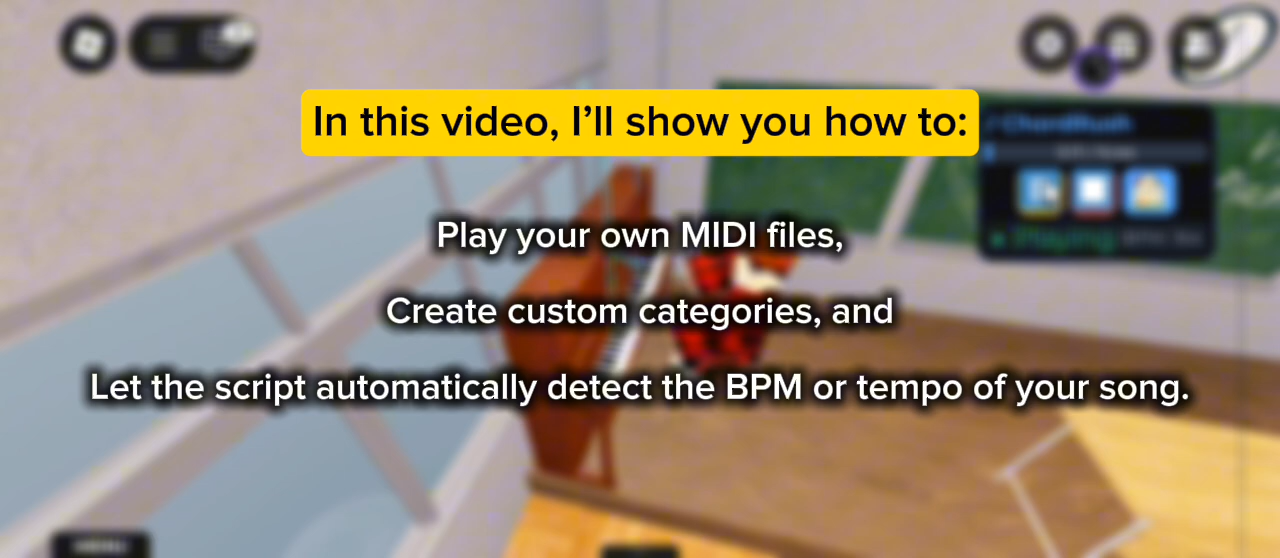 In this video, I’ll show you how to:
Play your own MIDI files,
Create custom categories, and
Let the script automatically detect the BPM or tempo of your song.
MENU